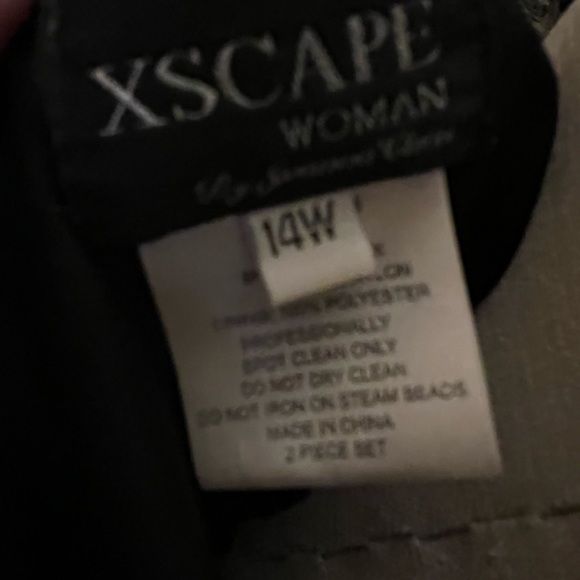 XSCAPE
WOMAN
By
14W
100% POLYESTER
PROFESSIONALLY
SPOT CLEAN ONLY
DO NOT DRY CLEAN
DO NOT IRON ON STEAM BEADS
MADE IN CHINA
2 PIECE SET